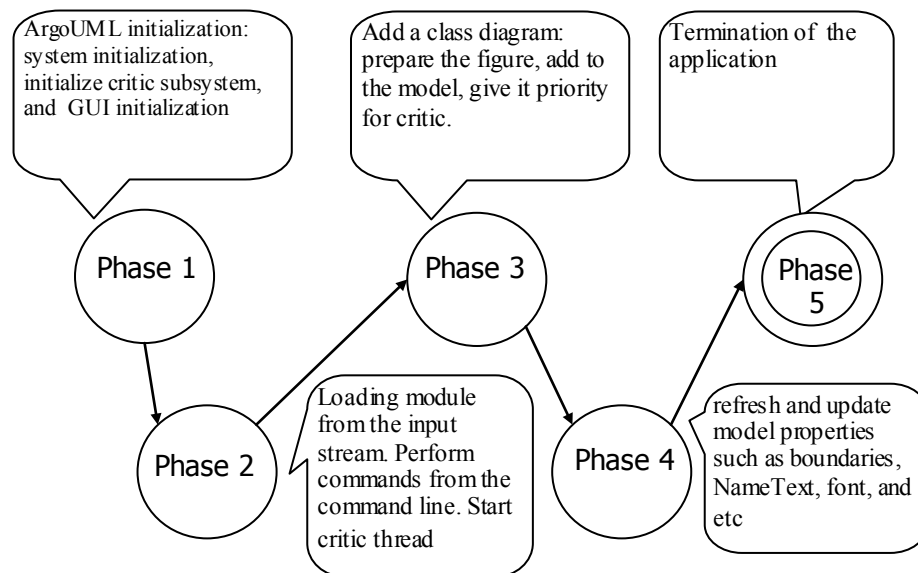 ArgoUML initialization:
system initialization,
initialize critic subsystem,
and GUI initialization
Add a class diagram:
prepare the figure, add to
the model, give it priority
for critic.
Termination of the
application
Phase 1
Phase 3
Phase
5
Phase 2
Loading module
from the input
stream. Perform
commands from the
command line. Start
critic thread
Phase 4
refresh and update
model properties
such as boundaries,
NameText, font, and
etc